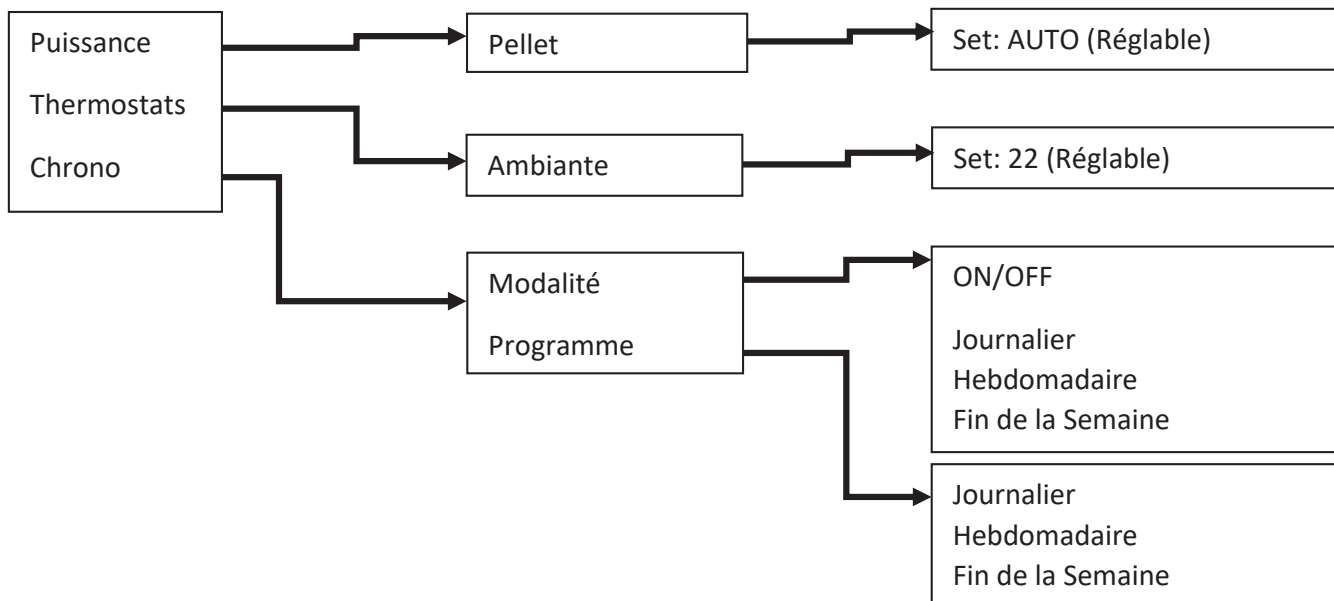 Puissance
Thermostats
Chrono
Pellet
Set: AUTO (Réglable)
Ambiante
Set: 22 (Réglable)
Modalité
Programme
ON/OFF
Journalier
Hebdomadaire
Fin de la Semaine
Journalier
Hebdomadaire
Fin de la Semaine